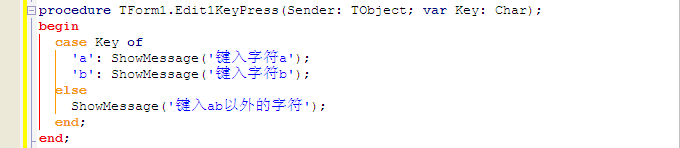 procedure TForm1.Edit1KeyPress(Sender: TObject; var Key: Char);
begin
case Key of
'a': ShowMessage('键入字符a');
'b': ShowMessage('键入字符b');
else
ShowMessage('键入ab以外的字符');
end;
end;